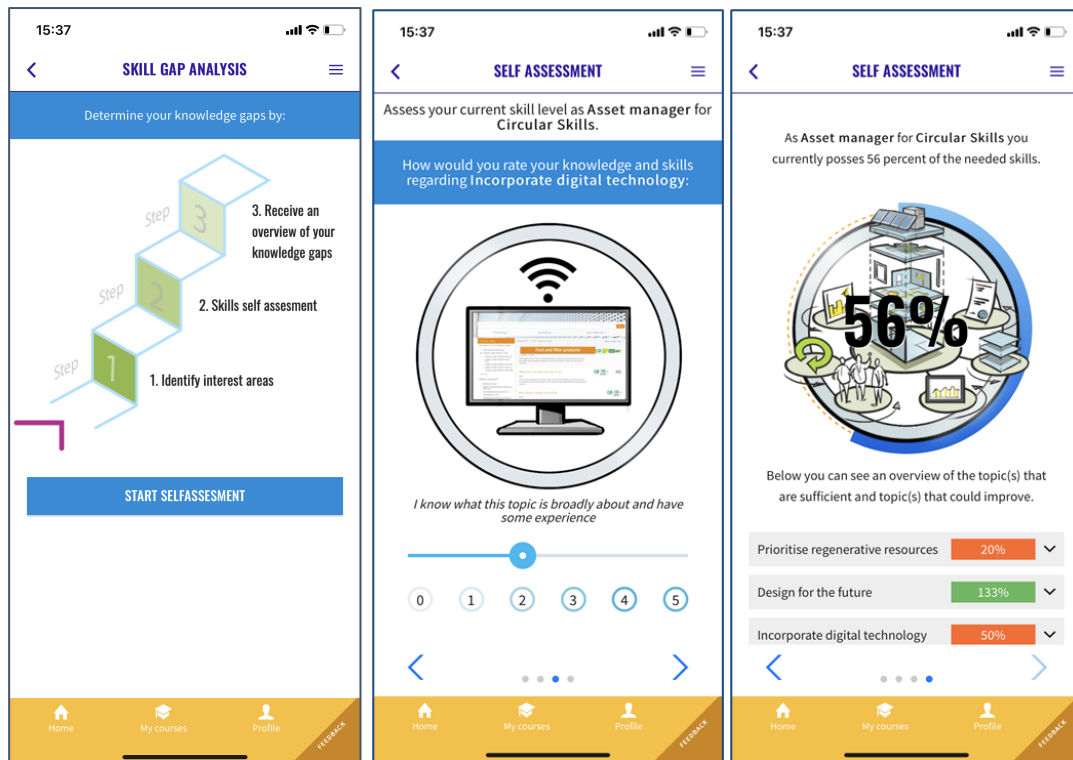 15:37
SKILL GAP ANALYSIS
Determine your knowledge gaps by:
Step
3
3. Receive an
overview of your
knowledge gaps
Step
2
2. Skills self assesment
Step
1
1. Identify interest areas
START SELFASSESMENT
Home
My courses
Profile
FEEDBACK
15:37
SELF ASSESSMENT
Assess your current skill level as Asset manager for
Circular Skills.
How would you rate your knowledge and skills
regarding Incorporate digital technology:
Find and filter products
I know what this topic is broadly about and have
some experience
0 1 2 3 4 5
Home
My courses
Profile
FEEDBACK
15:37
SELF ASSESSMENT
As Asset manager for Circular Skills you
currently posses 56 percent of the needed skills.
56%
Below you can see an overview of the topic(s) that
are sufficient and topic(s) that could improve.
Prioritise regenerative resources 20%
Design for the future 133%
Incorporate digital technology 50%
Home
My courses
Profile
FEEDBACK